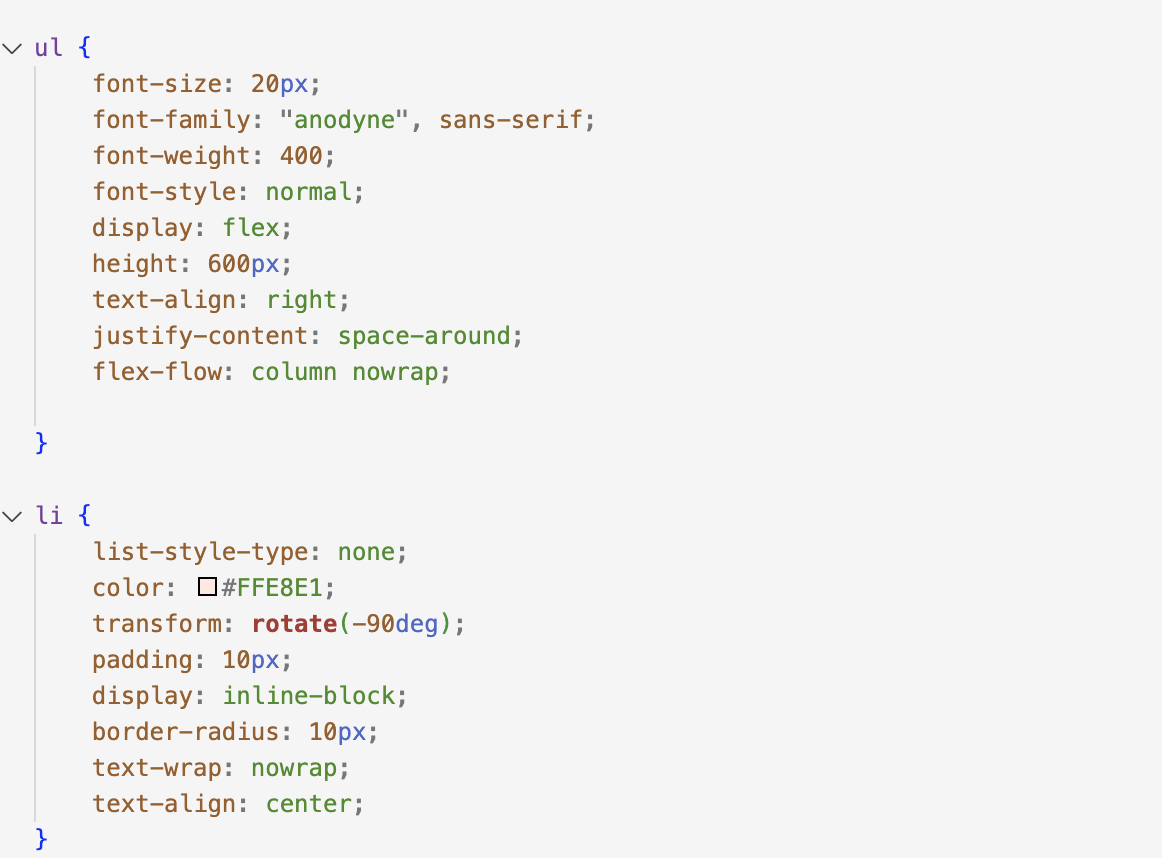 ul {
font-size: 20px;
font-family: "anodyne", sans-serif;
font-weight: 400;
font-style: normal;
display: flex;
height: 600px;
text-align: right;
justify-content: space-around;
flex-flow: column nowrap;
}
li {
list-style-type: none;
color: #FFE8E1;
transform: rotate(-90deg);
padding: 10px;
display: inline-block;
border-radius: 10px;
text-wrap: nowrap;
text-align: center;
}